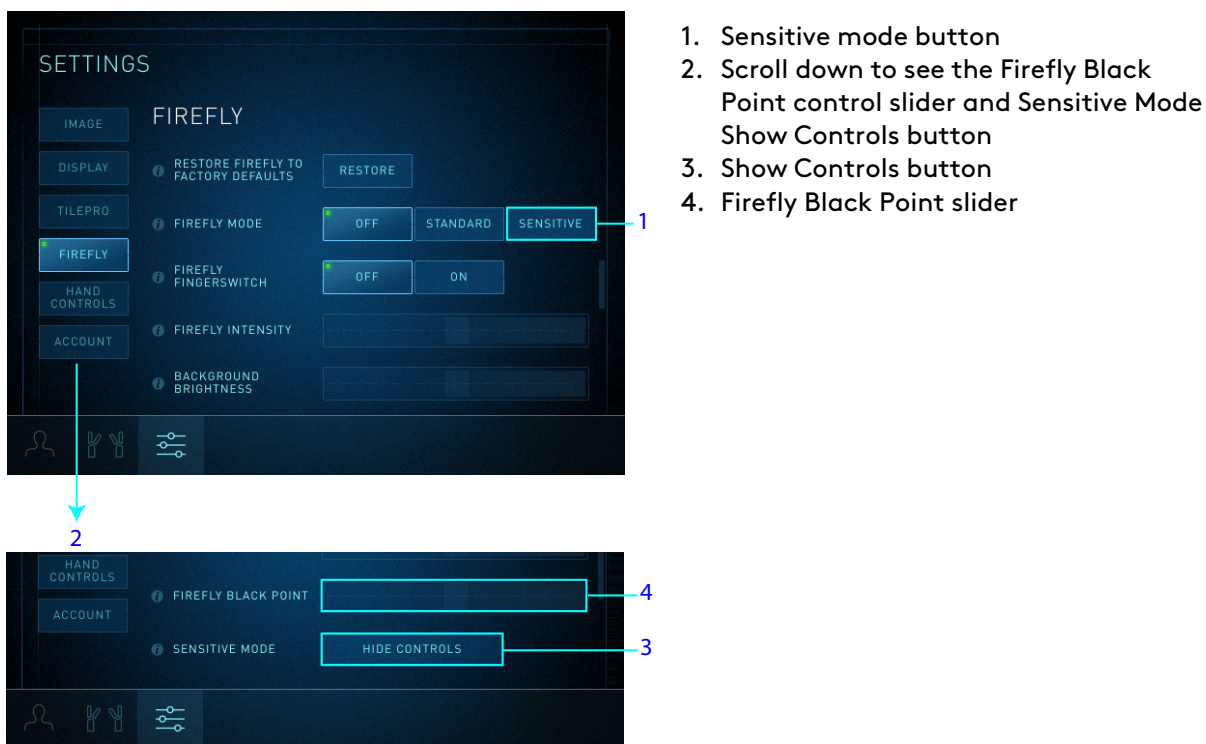 SETTINGS
IMAGE
DISPLAY
TILEPRO
FIREFLY
HAND
CONTROLS
ACCOUNT
FIREFLY
RESTORE FIREFLY TO
FACTORY DEFAULTS
RESTORE
FIREFLY MODE
OFF
STANDARD
SENSITIVE
1
FIREFLY
FINGERSWITCH
OFF
ON
FIREFLY INTENSITY
BACKGROUND
BRIGHTNESS
2
HAND
CONTROLS
ACCOUNT
FIREFLY BLACK POINT
4
SENSITIVE MODE
HIDE CONTROLS
3
1. Sensitive mode button
2. Scroll down to see the Firefly Black
Point control slider and Sensitive Mode
Show Controls button
3. Show Controls button
4. Firefly Black Point slider